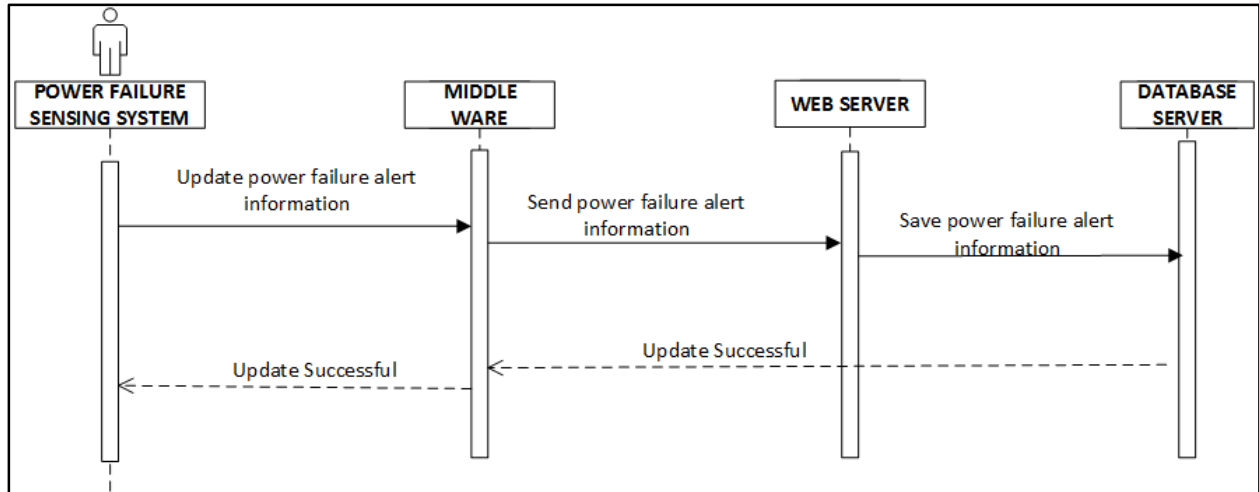 POWER FAILURE
SENSING SYSTEM
MIDDLE
WARE
WEB SERVER
DATABASE
SERVER
Update power failure alert
information
Send power failure alert
information
Save power failure alert
information
Update Successful
Update Successful